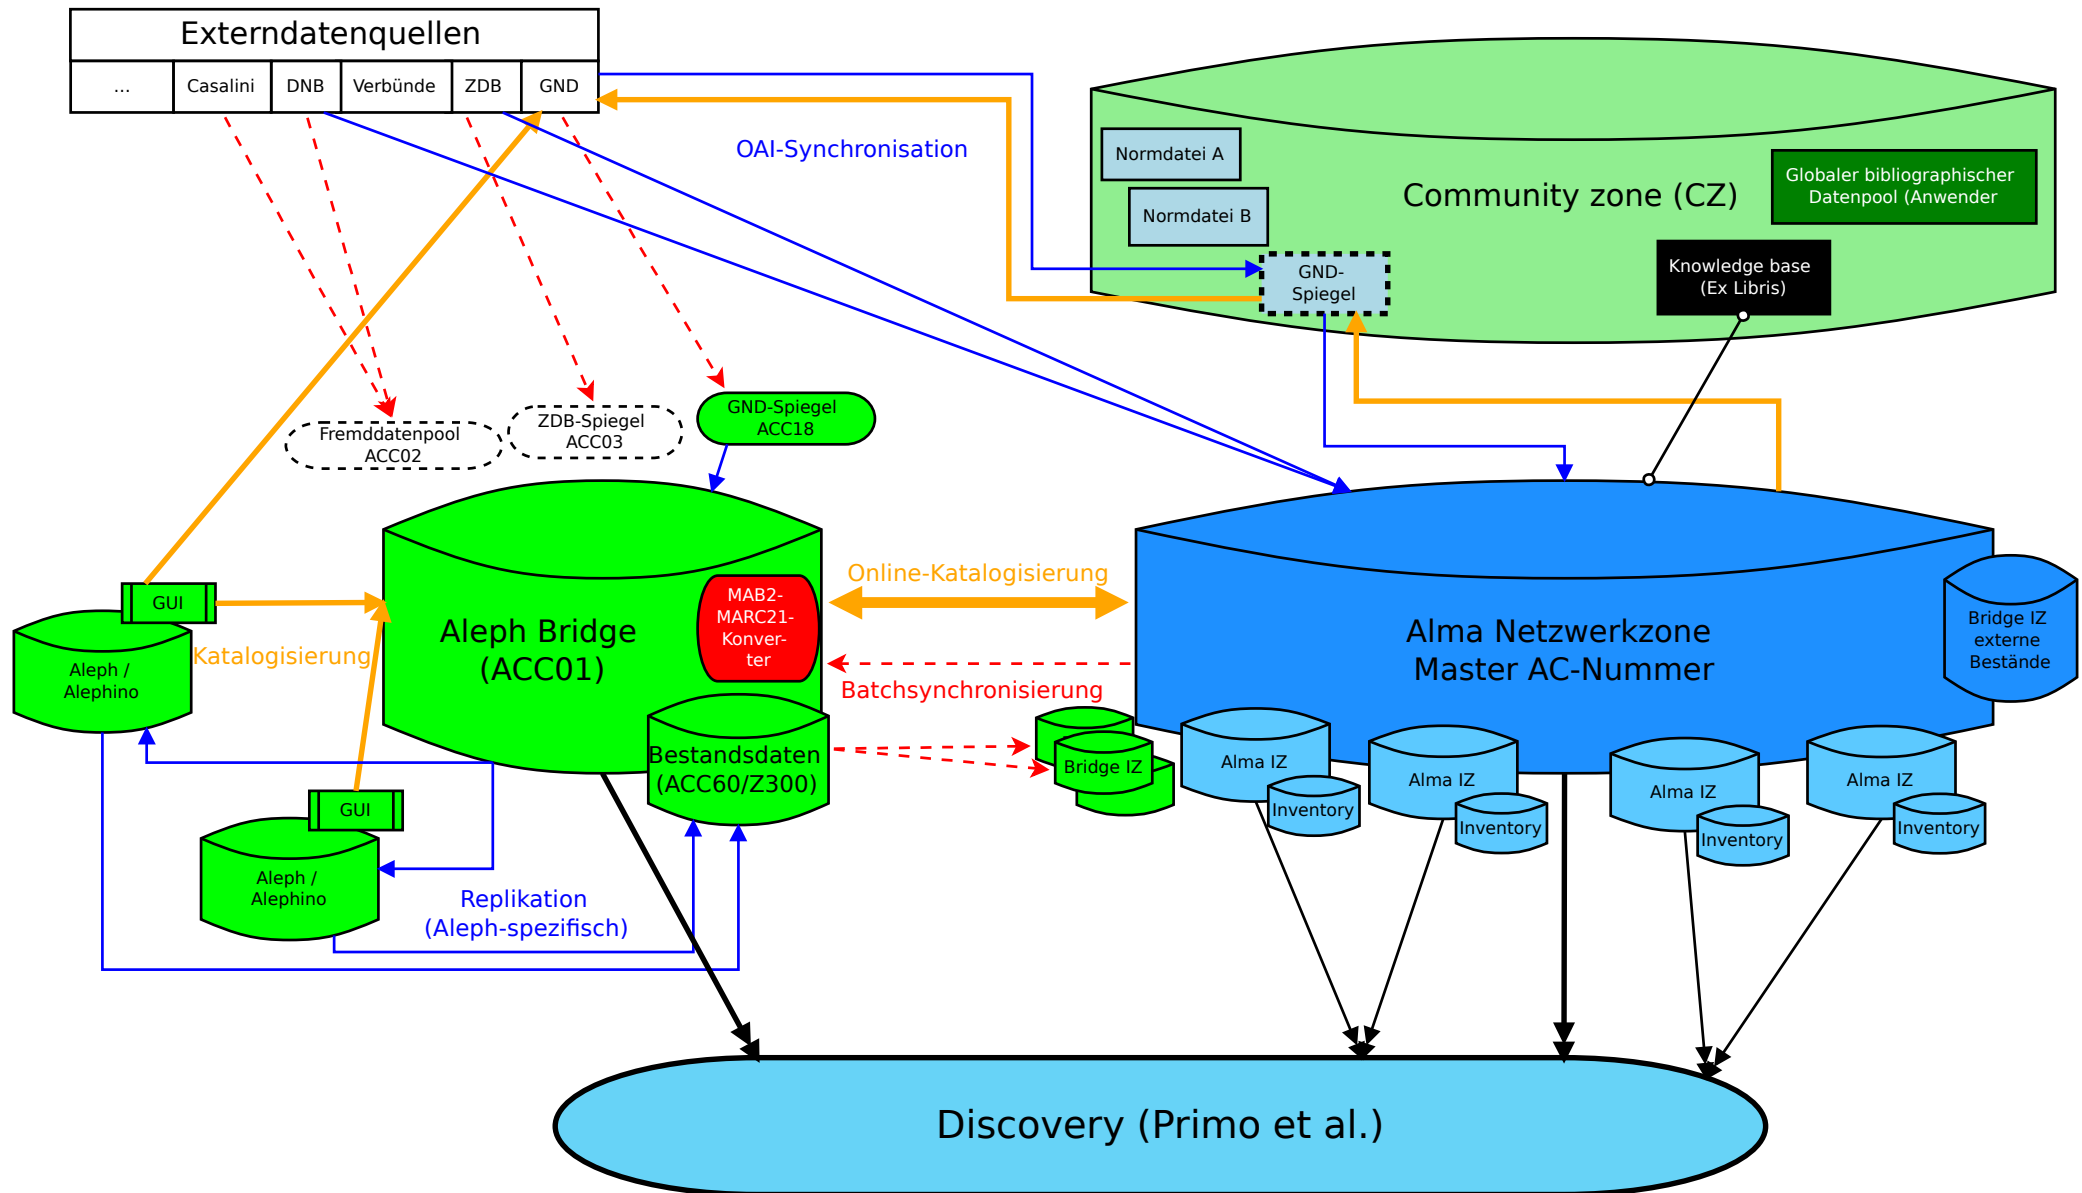 Externdatenquellen
...
Casalini
DNB
Verbünde
ZDB
GND
OAI-Synchronisation
Normdatei A
Normdatei B
Community zone (CZ)
Globaler bibliographischer
Datenpool (Anwender
GND-
Spiegel
Knowledge base
(Ex Libris)
Fremddatenpool
ACC02
ZDB-Spiegel
ACC03
GND-Spiegel
ACC18
GUI
Aleph /
Alephino
Katalogisierung
Aleph Bridge
(ACC01)
MAB2-
MARC21-
Konver-
ter
Online-Katalogisierung
Batchsynchronisierung
Alma Netzwerkzone
Master AC-Nummer
Bridge IZ
externe
Bestände
Bestandsdaten
(ACC60/Z300)
Bridge IZ
Alma IZ
Inventory
Alma IZ
Inventory
Alma IZ
Inventory
Alma IZ
Inventory
GUI
Aleph /
Alephino
Replikation
(Aleph-spezifisch)
Discovery (Primo et al.)